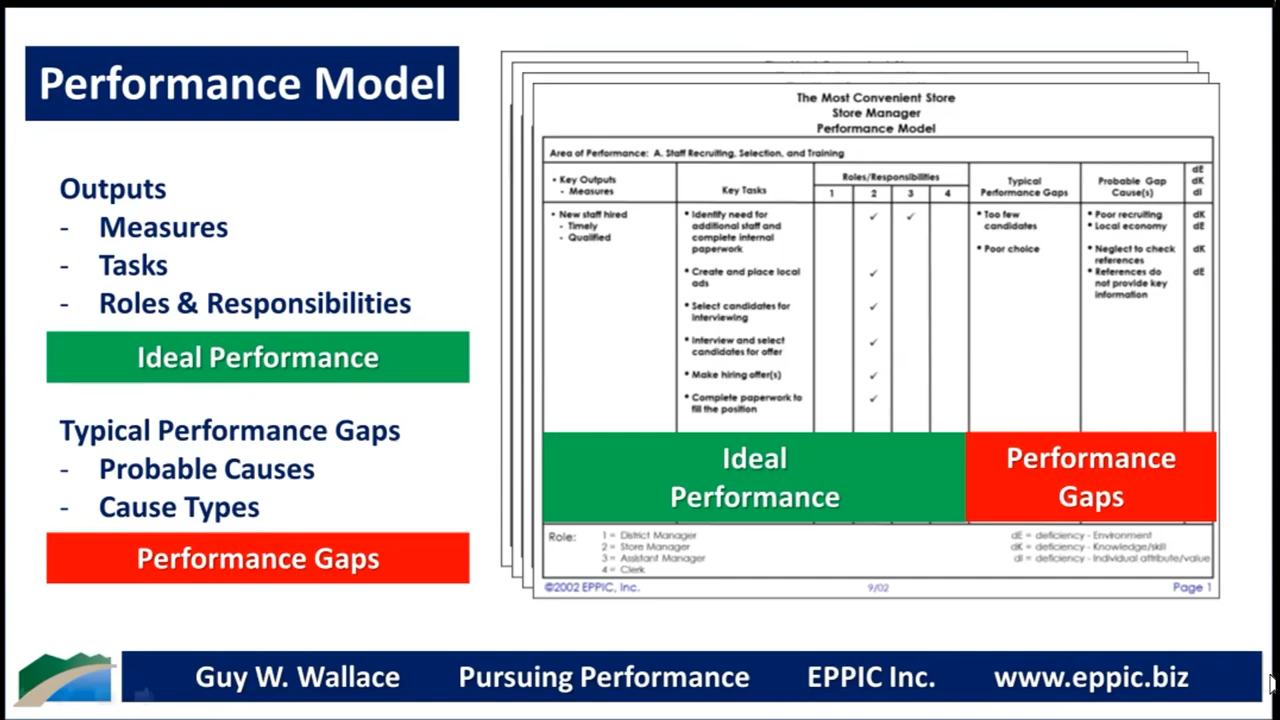 Performance Model
Outputs
- Measures
- Tasks
- Roles & Responsibilities
Ideal Performance
Typical Performance Gaps
- Probable Causes
- Cause Types
Performance Gaps
The Most Convenient Store
Store Manager
Performance Model
Area of Performance: A. Staff Recruiting, Selection, and Training
• Key Outputs
- Measures
Key Tasks
Roles/Responsibilities
1 2 3 4
Typical
Performance Gaps
Probable Gap
Cause(s)
dE
dK
dI
• New staff hired
- Timely
- Qualified
• Identify need for
additional staff and
complete internal
paperwork
✓ ✓
• Create and place local
ads
✓
• Select candidates for
interviewing
✓
• Interview and select
candidates for offer
✓
• Make hiring offer(s)
✓
• Complete paperwork to
fill the position
✓
• Too few
candidates
• Poor choice
• Poor recruiting
• Local economy
• Neglect to check
references
• References do
not provide key
information
dK
dE
dK
dE
Ideal
Performance
Performance
Gaps
Role:
1 = District Manager
2 = Store Manager
3 = Assistant Manager
4 = Clerk
dE = deficiency - Environment
dK = deficiency - Knowledge/skill
dI = deficiency - Individual attribute/value
©2002 EPPIC, Inc.
9/02
Page 1
Guy W. Wallace Pursuing Performance EPPIC Inc. www.eppic.biz